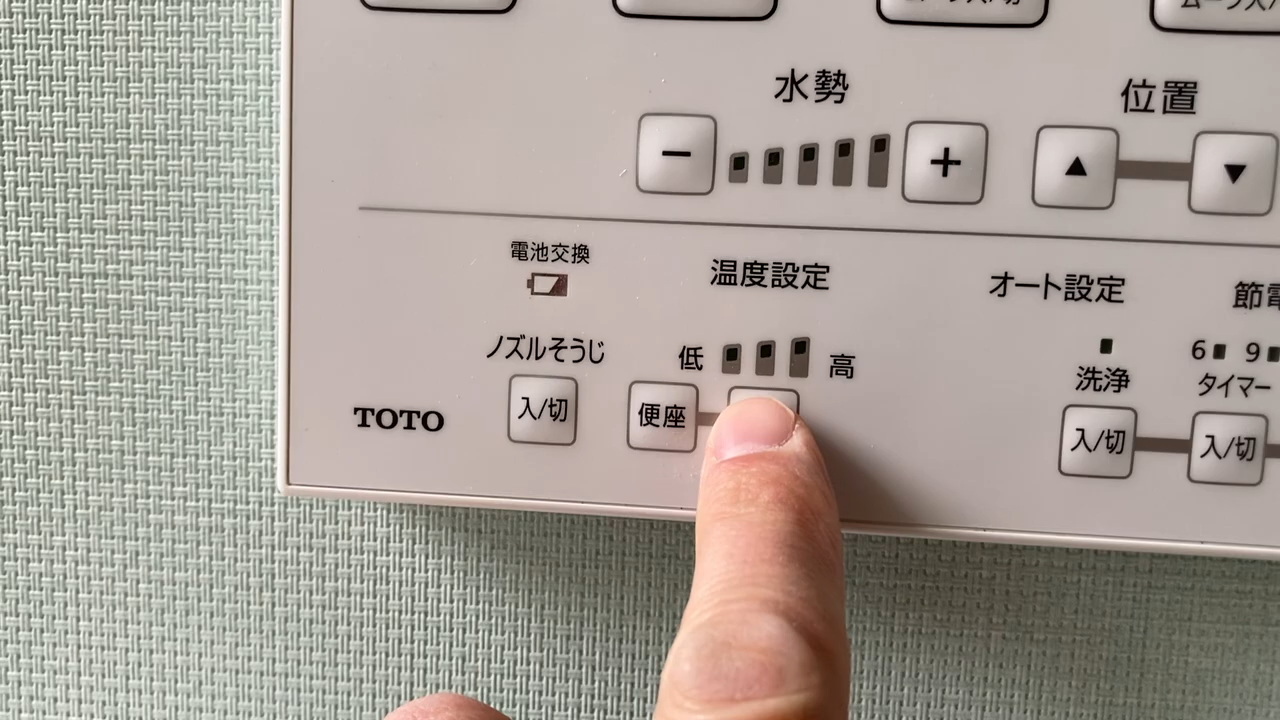 水勢
位置
− +
▲ ▼
電池交換
温度設定
オート設定
ノズルそうじ
低 高
6 9
洗浄
タイマー
TOTO
入/切
便座
入/切
入/切